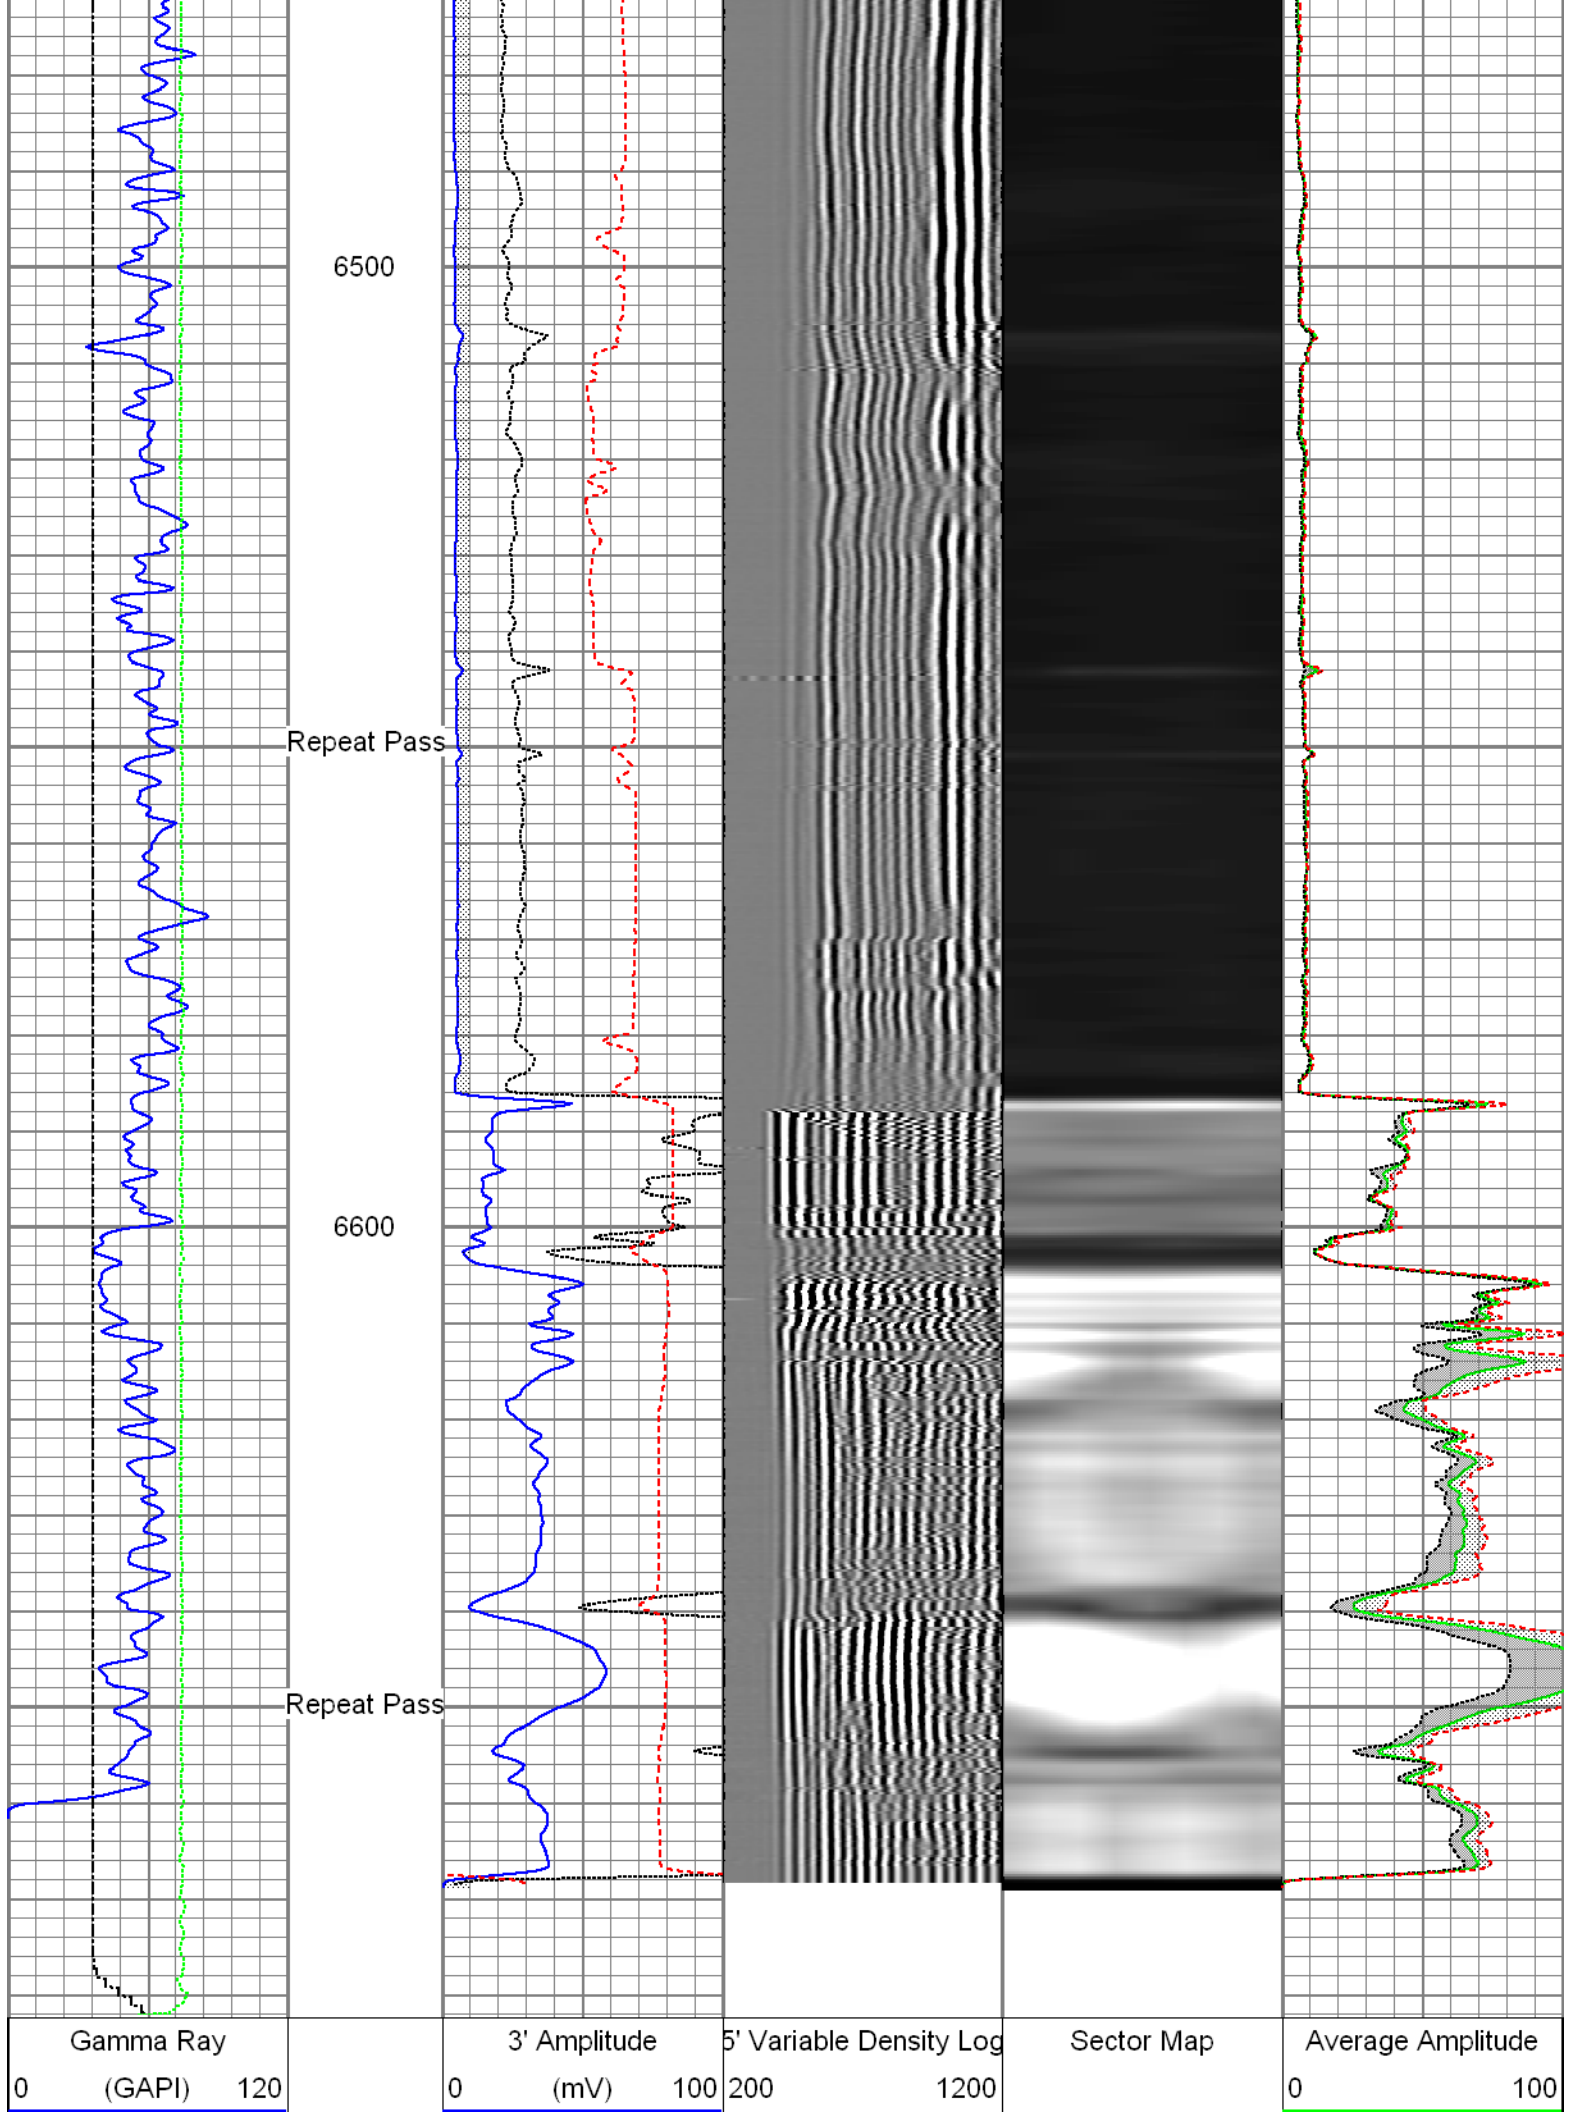 6500
Repeat Pass
6600
Repeat Pass
Gamma Ray 3' Amplitude 5' Variable Density Log Sector Map Average Amplitude
0 (GAPI) 120 0 (mV) 100 200 1200 0 100